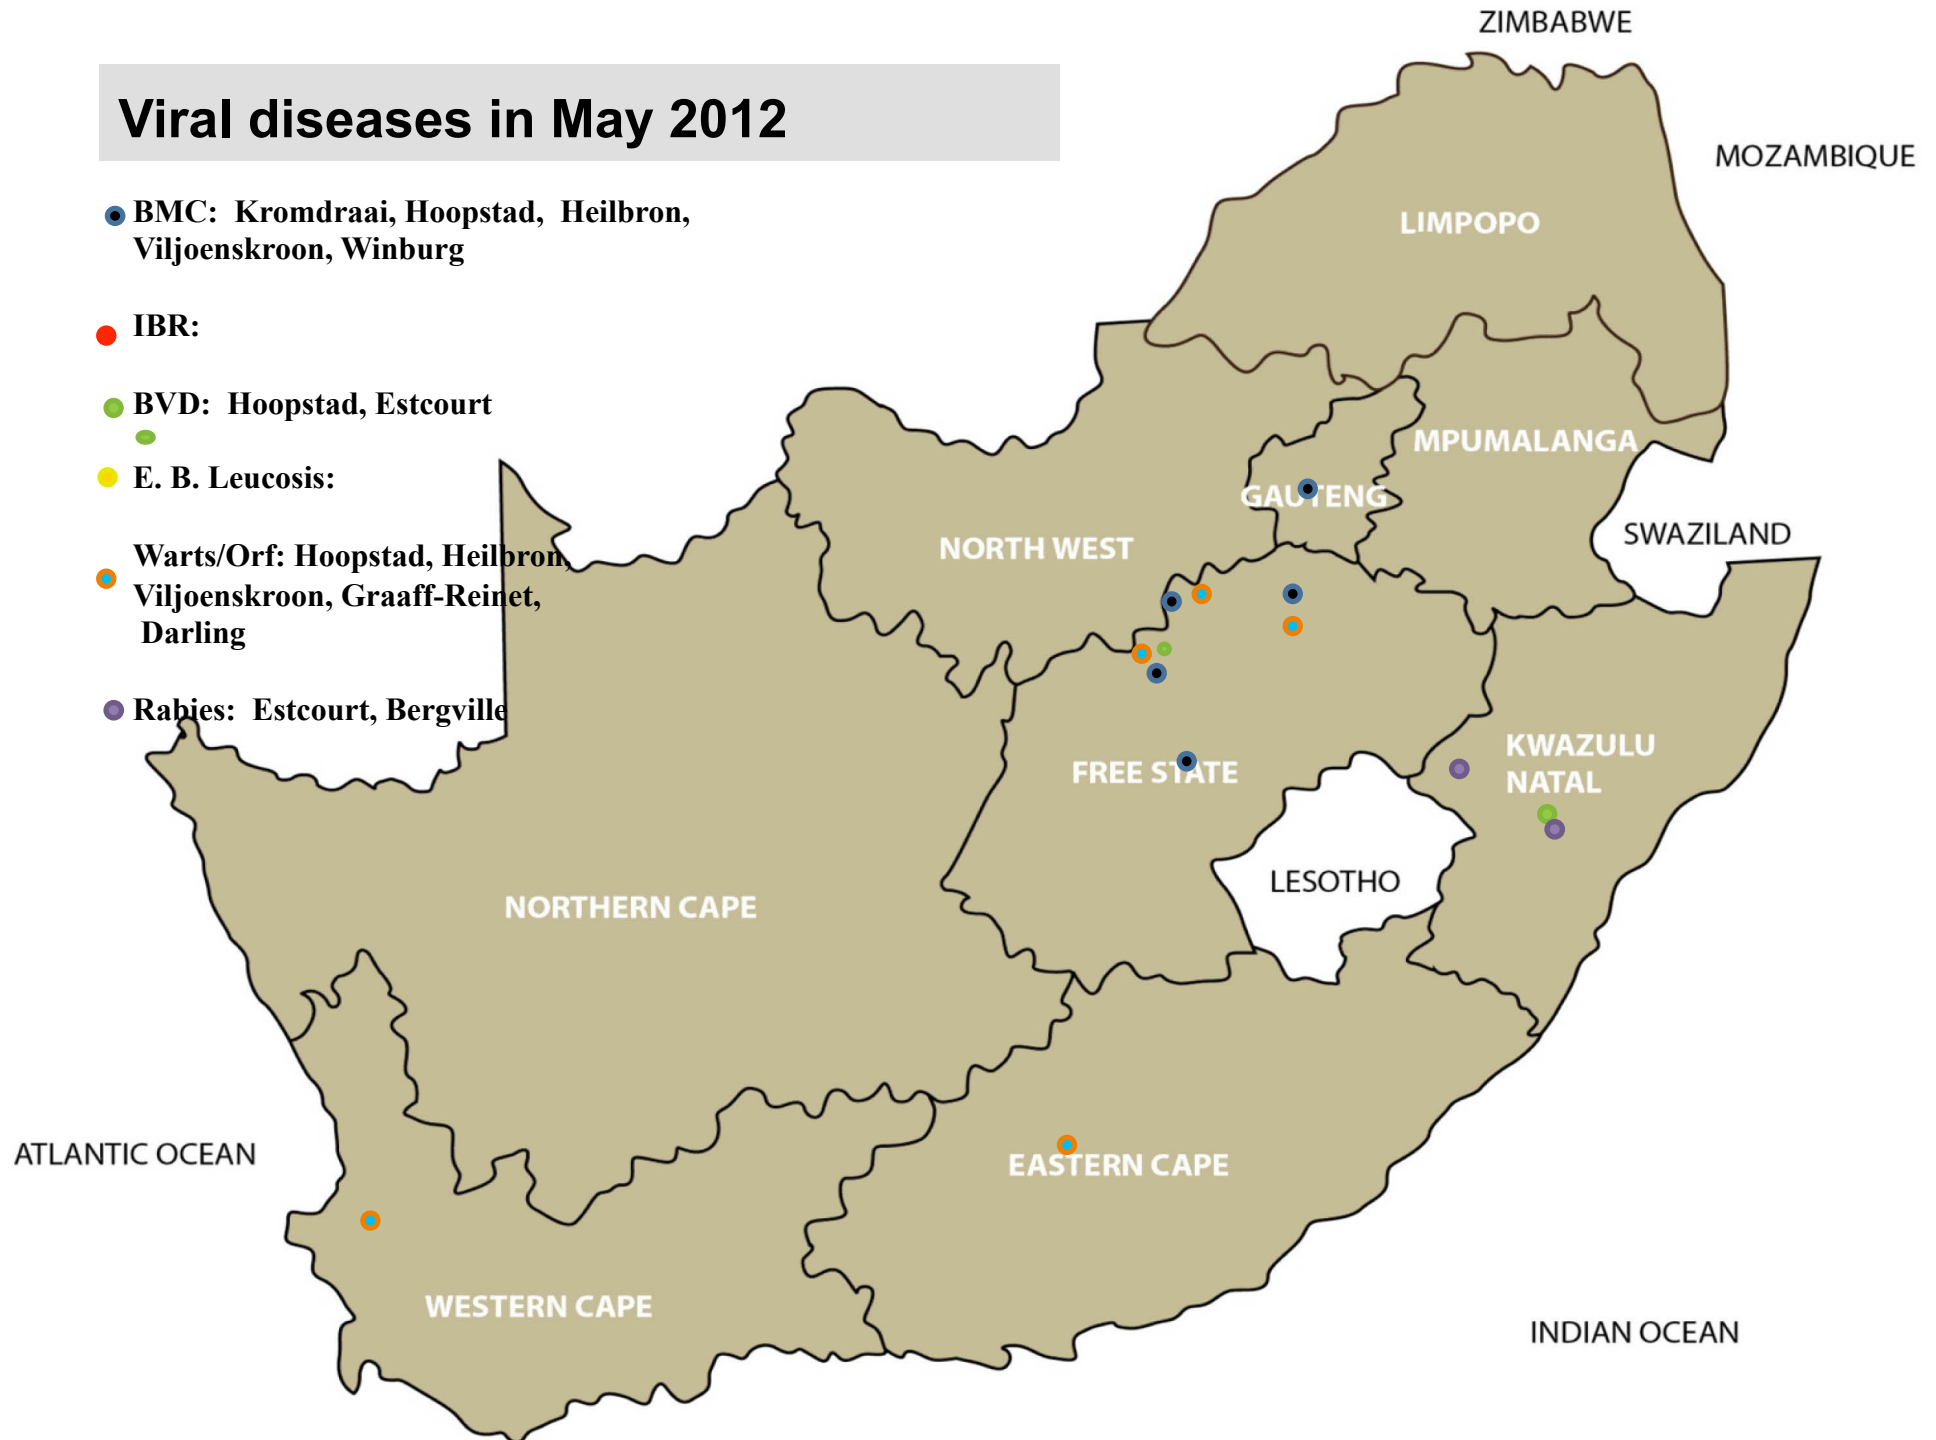 ZIMBABWE
Viral diseases in May 2012
MOZAMBIQUE
BMC: Kromdraai, Hoopstad, Heilbron,
Viljoenskroon, Winburg
LIMPOPO
IBR:
BVD: Hoopstad, Estcourt
MPUMALANGA
E. B. Leucosis:
GAUTENG
SWAZILAND
NORTH WEST
Warts/Orf: Hoopstad, Heilbron,
Viljoenskroon, Graaff-Reinet,
Darling
Rabies: Estcourt, Bergville
KWAZULU
NATAL
FREE STATE
LESOTHO
NORTHERN CAPE
ATLANTIC OCEAN
EASTERN CAPE
WESTERN CAPE
INDIAN OCEAN